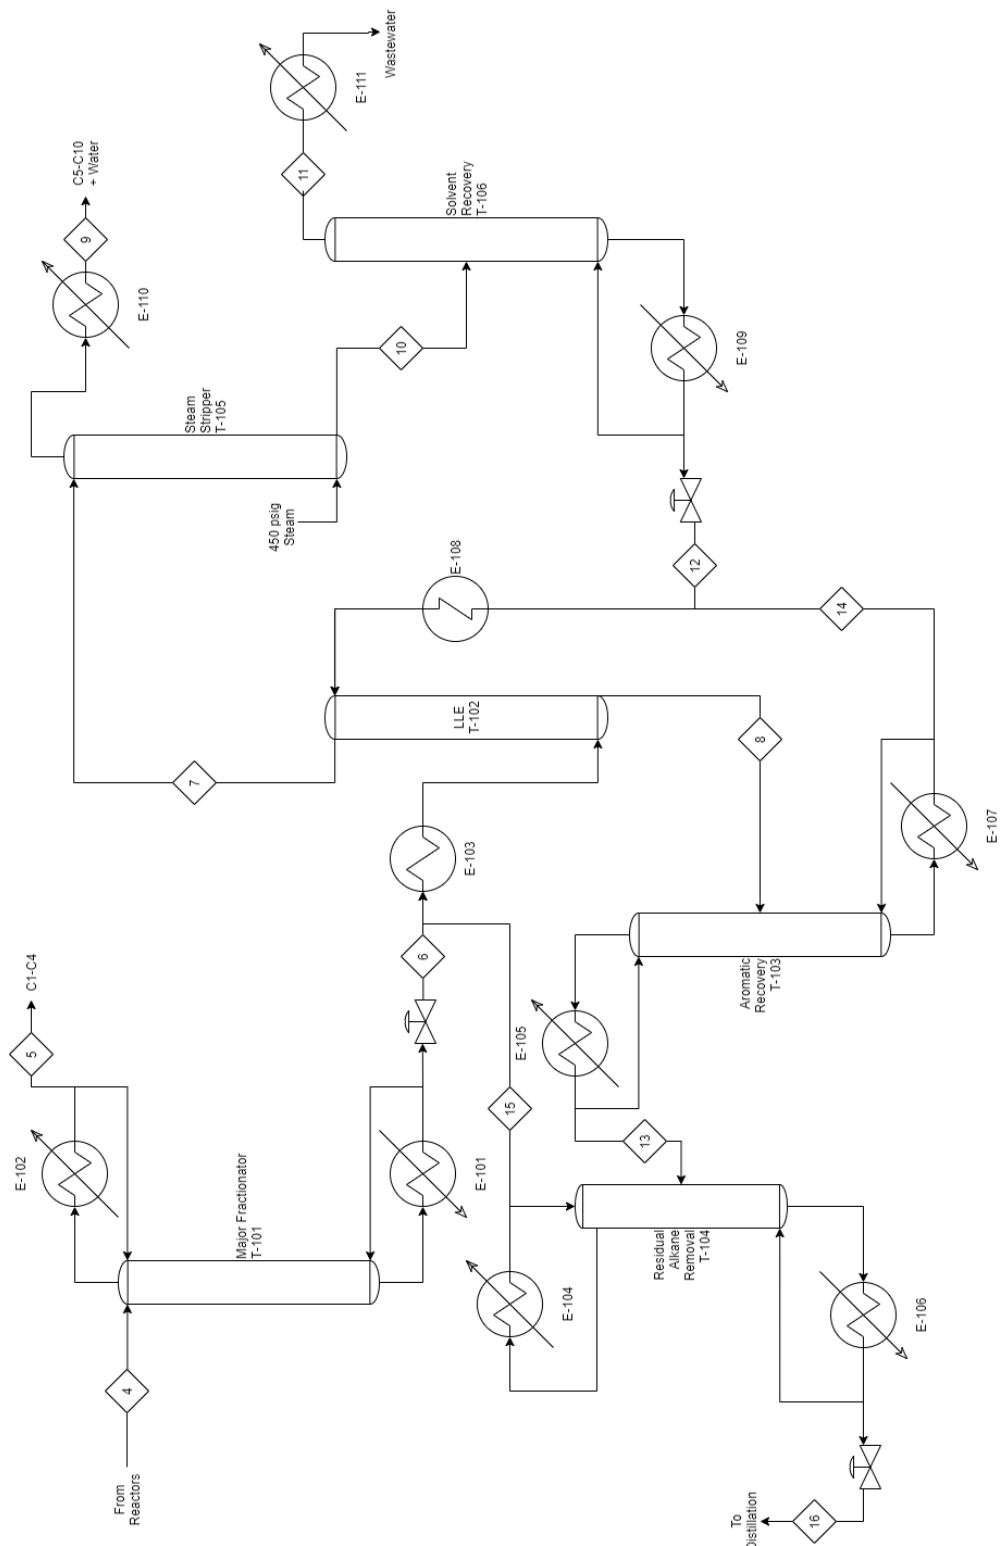 From
Reactors
4
Major Fractionator
T-101
E-102
5
C1-C4
E-101
6
15
E-103
E-104
Residual
Alkane
Removal
T-104
E-106
16
To
Distillation
13
E-105
Aromatic
Recovery
T-103
E-107
14
8
LLE
T-102
7
E-108
12
450 psig
Steam
Steam
Stripper
T-105
E-110
9
C5-C10
+ Water
10
E-109
Solvent
Recovery
T-106
11
E-111
Wastewater